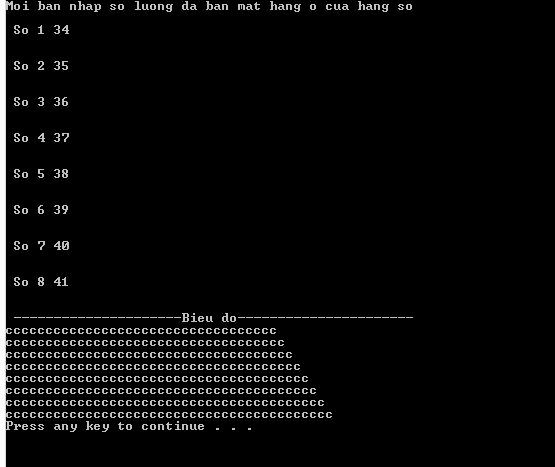 Moi ban nhap so luong da ban mat hang o cua hang so
So 1 34
So 2 35
So 3 36
So 4 37
So 5 38
So 6 39
So 7 40
So 8 41
---------------------Bieu do----------------------
cccccccccccccccccccccccccccccccccc
ccccccccccccccccccccccccccccccccccc
cccccccccccccccccccccccccccccccccccc
ccccccccccccccccccccccccccccccccccccc
cccccccccccccccccccccccccccccccccccccc
ccccccccccccccccccccccccccccccccccccccc
cccccccccccccccccccccccccccccccccccccccc
ccccccccccccccccccccccccccccccccccccccccc
Press any key to continue . . .